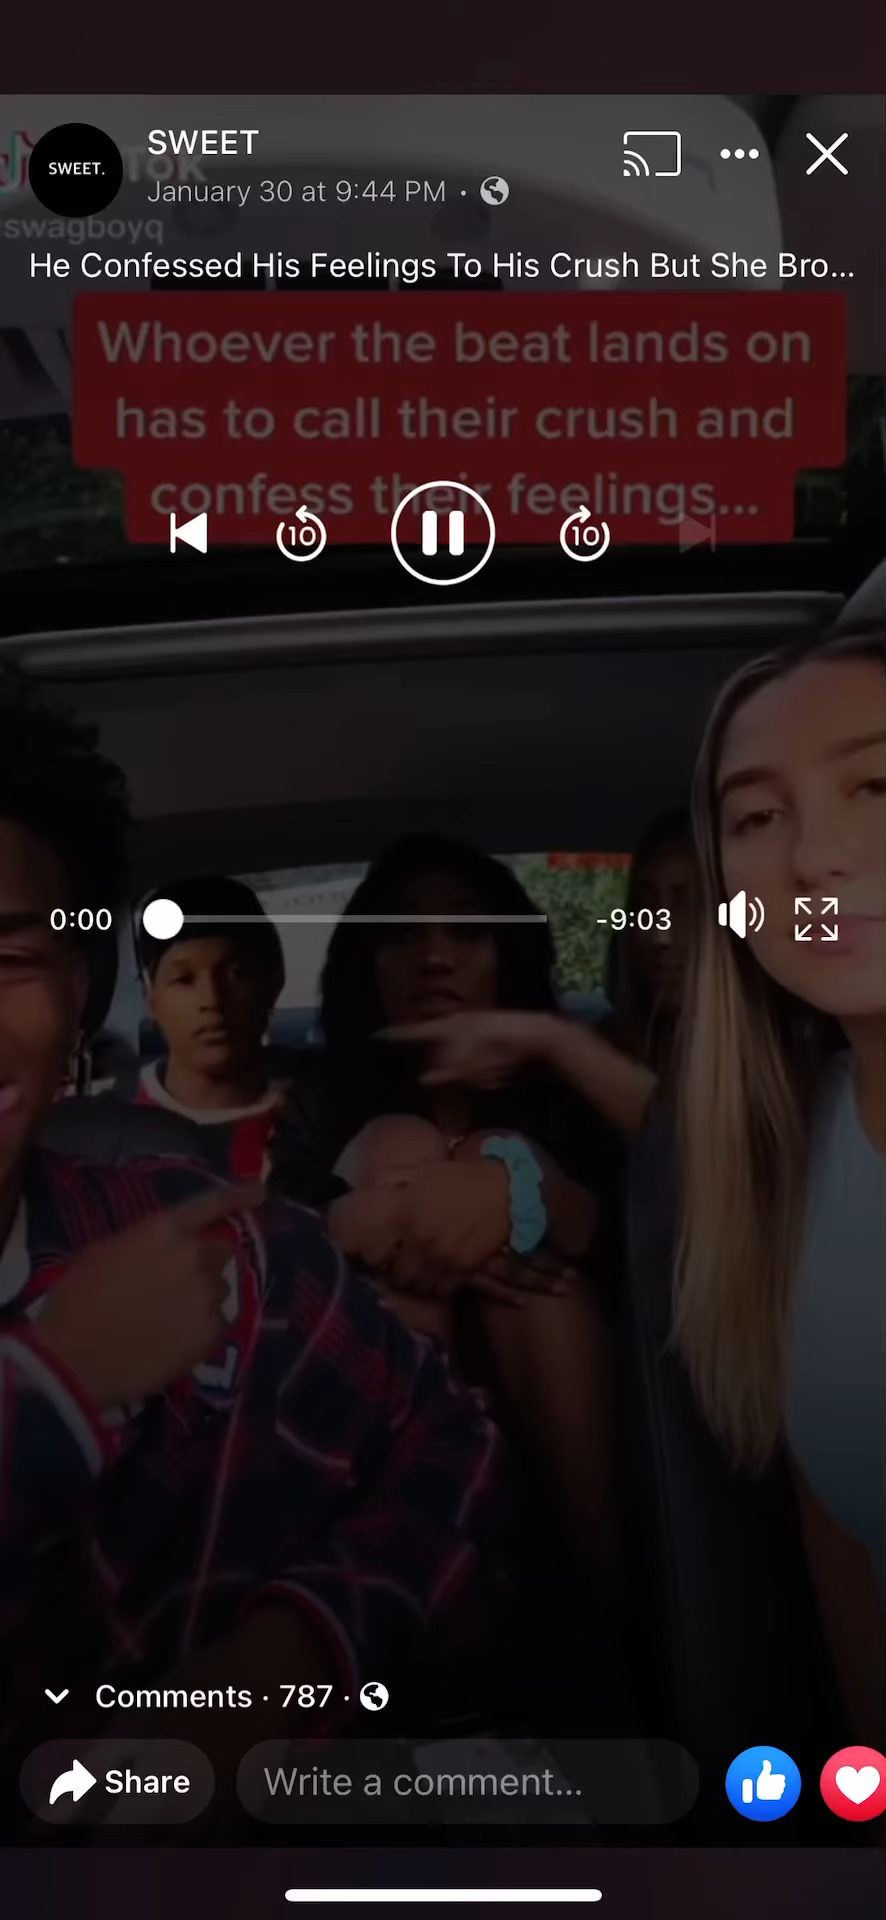 SWEET.
SWEET
January 30 at 9:44 PM ·
Tok
swagboyq
He Confessed His Feelings To His Crush But She Bro...
Whoever the beat lands on
has to call their crush and
confess their feelings...
10
10
0:00
-9:03
Comments · 787 ·
Share
Write a comment...